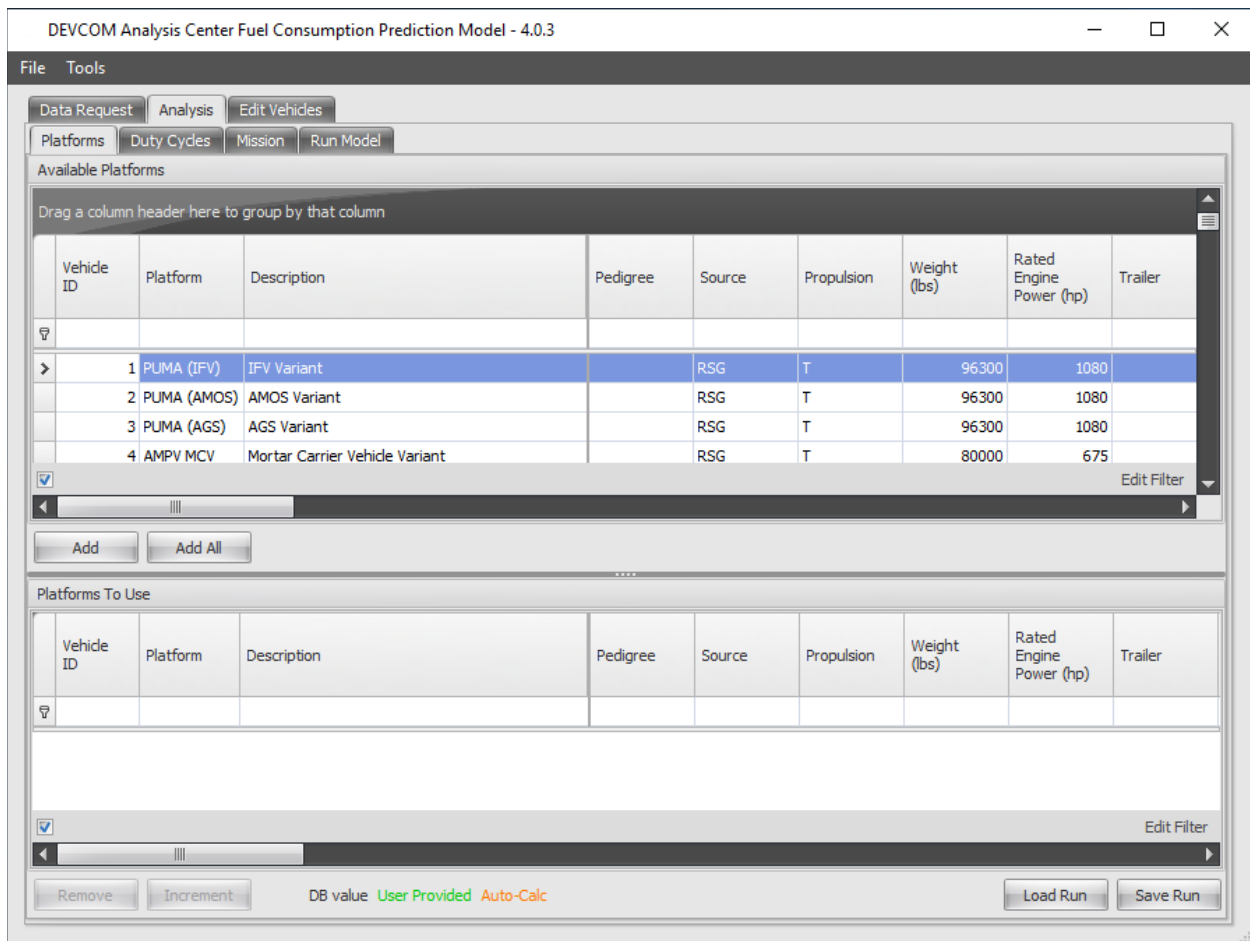 DEVCOM Analysis Center Fuel Consumption Prediction Model - 4.0.3
File Tools
Data Request Analysis Edit Vehicles
Platforms Duty Cycles Mission Run Model
Available Platforms
Drag a column header here to group by that column
Vehicle ID Platform Description Pedigree Source Propulsion Weight (lbs) Rated Engine Power (hp) Trailer
1 PUMA (IFV) IFV Variant RSG T 96300 1080
2 PUMA (AMOS) AMOS Variant RSG T 96300 1080
3 PUMA (AGS) AGS Variant RSG T 96300 1080
4 AMPV MCV Mortar Carrier Vehicle Variant RSG T 80000 675
Edit Filter
Add Add All
Platforms To Use
Vehicle ID Platform Description Pedigree Source Propulsion Weight (lbs) Rated Engine Power (hp) Trailer
Edit Filter
Remove Increment DB value User Provided Auto-Calc Load Run Save Run